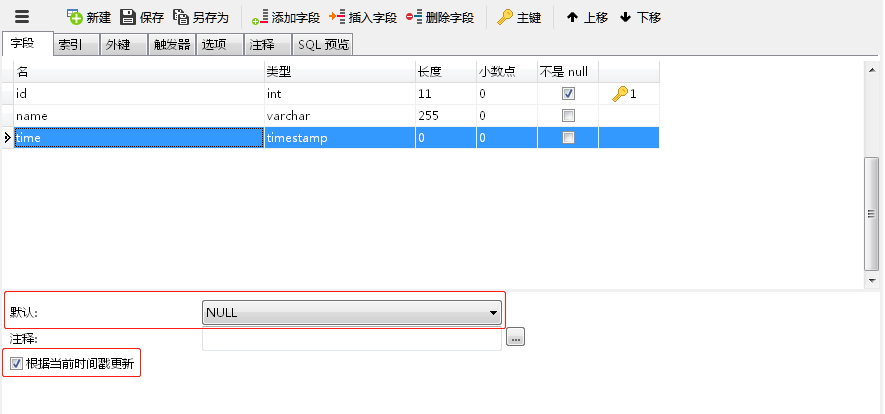 新建 保存 另存为 添加字段 插入字段 删除字段 主键 上移 下移
字段 索引 外键 触发器 选项 注释 SQL 预览
名 类型 长度 小数点 不是 null
id int 11 0 1
name varchar 255 0
time timestamp 0 0
默认: NULL
注释: ...
根据当前时间戳更新